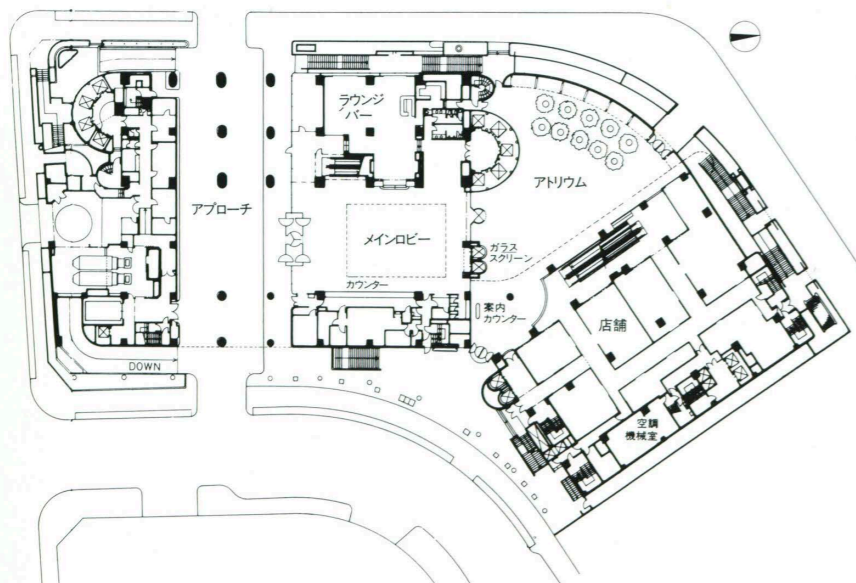 ラウンジ
バー
アプローチ
アトリウム
メインロビー
ガラス
スクリーン
カウンター
案内
カウンター
店舗
DOWN
空調
機械室